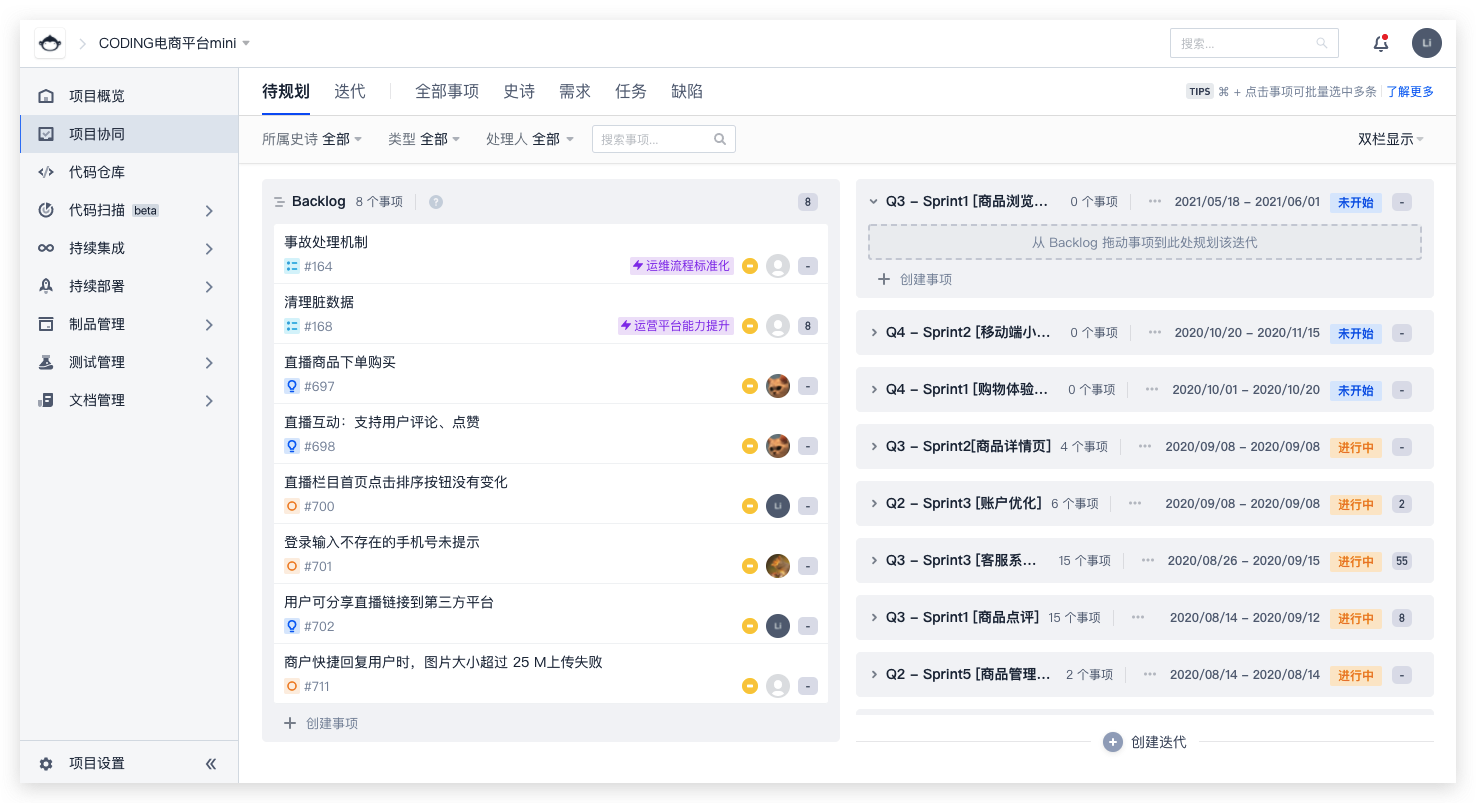 CODING电商平台mini
搜索...
Li
项目概览
项目协同
代码仓库
代码扫描 beta
持续集成
持续部署
制品管理
测试管理
文档管理
项目设置
待规划 迭代 全部事项 史诗 需求 任务 缺陷
TIPS ⌘ + 点击事项可批量选中多条 了解更多
所属史诗 全部 类型 全部 处理人 全部 搜索事项... 双栏显示
Backlog 8 个事项 ? 8
事故处理机制
#164 运维流程标准化 -
清理脏数据
#168 运营平台能力提升 8
直播商品下单购买
#697 -
直播互动：支持用户评论、点赞
#698 -
直播栏目首页点击排序按钮没有变化
#700 Li -
登录输入不存在的手机号未提示
#701 -
用户可分享直播链接到第三方平台
#702 Li -
商户快捷回复用户时，图片大小超过 25 M上传失败
#711 -
创建事项
Q3 – Sprint1 [商品浏览... 0 个事项 ··· 2021/05/18 – 2021/06/01 未开始 -
从 Backlog 拖动事项到此处规划该迭代
创建事项
Q4 – Sprint2 [移动端小... 0 个事项 ··· 2020/10/20 – 2020/11/15 未开始 -
Q4 – Sprint1 [购物体验... 0 个事项 ··· 2020/10/01 – 2020/10/20 未开始 -
Q3 – Sprint2[商品详情页] 4 个事项 ··· 2020/09/08 – 2020/09/08 进行中 -
Q2 – Sprint3 [账户优化] 6 个事项 ··· 2020/09/08 – 2020/09/08 进行中 2
Q3 – Sprint3 [客服系... 15 个事项 ··· 2020/08/26 – 2020/09/15 进行中 55
Q3 – Sprint1 [商品点评] 15 个事项 ··· 2020/08/14 – 2020/09/12 进行中 8
Q2 – Sprint5 [商品管理... 2 个事项 ··· 2020/08/14 – 2020/08/14 进行中 -
创建迭代